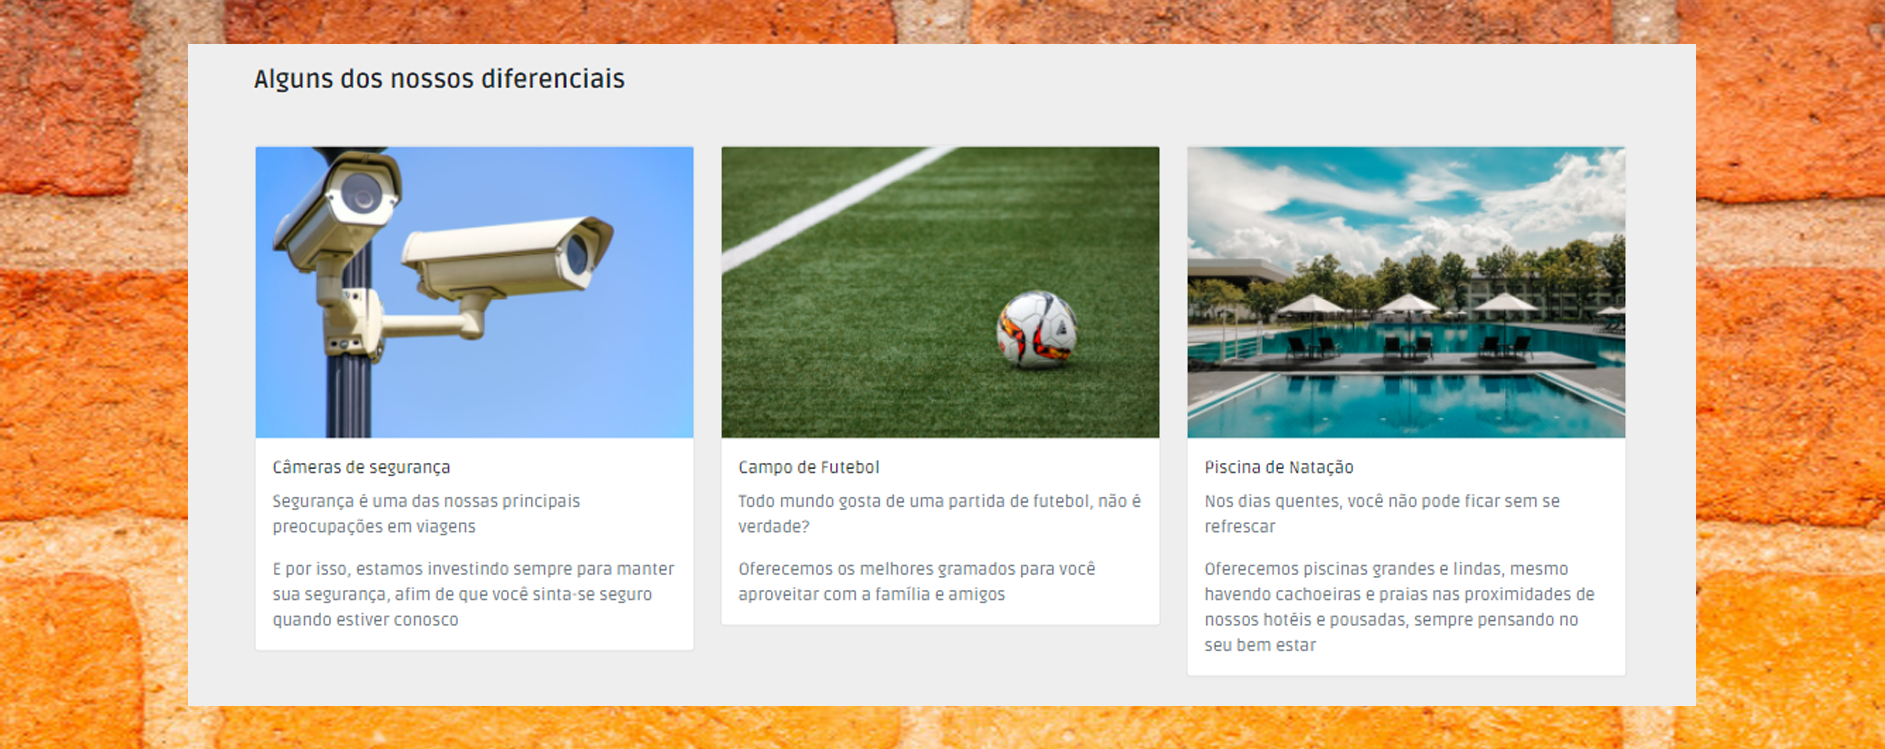 Alguns dos nossos diferenciais
Câmeras de segurança
Segurança é uma das nossas principais
preocupações em viagens
E por isso, estamos investindo sempre para manter
sua segurança, afim de que você sinta-se seguro
quando estiver conosco
Campo de Futebol
Todo mundo gosta de uma partida de futebol, não é
verdade?
Oferecemos os melhores gramados para você
aproveitar com a família e amigos
Piscina de Natação
Nos dias quentes, você não pode ficar sem se
refrescar
Oferecemos piscinas grandes e lindas, mesmo
havendo cachoeiras e praias nas proximidades de
nossos hotéis e pousadas, sempre pensando no
seu bem estar